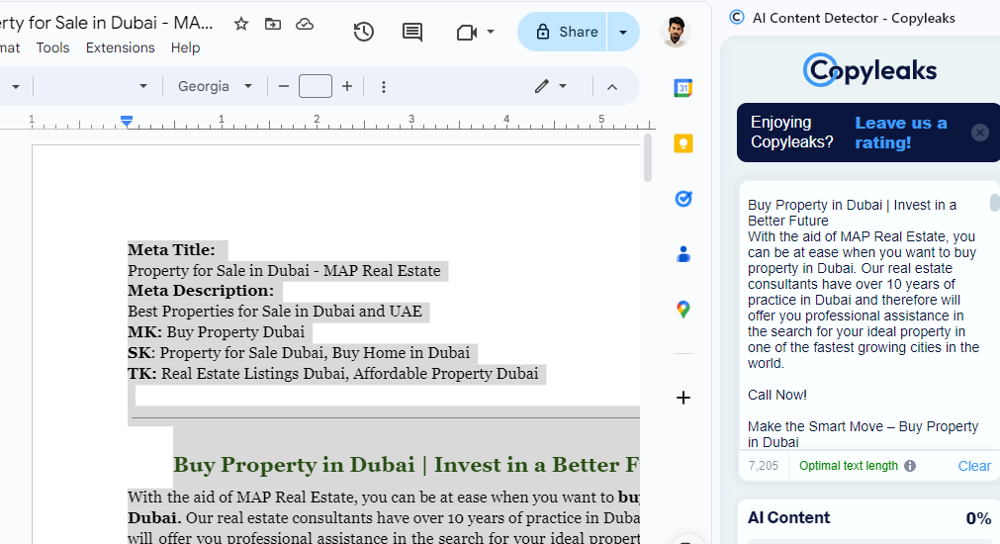 rty for Sale in Dubai - MA...
mat Tools Extensions Help
Share
Georgia
1 1 2 3 4 5
31
Meta Title:
Property for Sale in Dubai - MAP Real Estate
Meta Description:
Best Properties for Sale in Dubai and UAE
MK: Buy Property Dubai
SK: Property for Sale Dubai, Buy Home in Dubai
TK: Real Estate Listings Dubai, Affordable Property Dubai
Buy Property in Dubai | Invest in a Better F
With the aid of MAP Real Estate, you can be at ease when you want to bu
Dubai. Our real estate consultants have over 10 years of practice in Duba
will offer you professional assistance in the search for your ideal propert
AI Content Detector - Copyleaks
Copyleaks
Enjoying
Copyleaks?
Leave us a
rating!
Buy Property in Dubai | Invest in a
Better Future
With the aid of MAP Real Estate, you
can be at ease when you want to buy
property in Dubai. Our real estate
consultants have over 10 years of
practice in Dubai and therefore will
offer you professional assistance in
the search for your ideal property in
one of the fastest growing cities in the
world.
Call Now!
Make the Smart Move – Buy Property
in Dubai
7,205 Optimal text length Clear
AI Content 0%